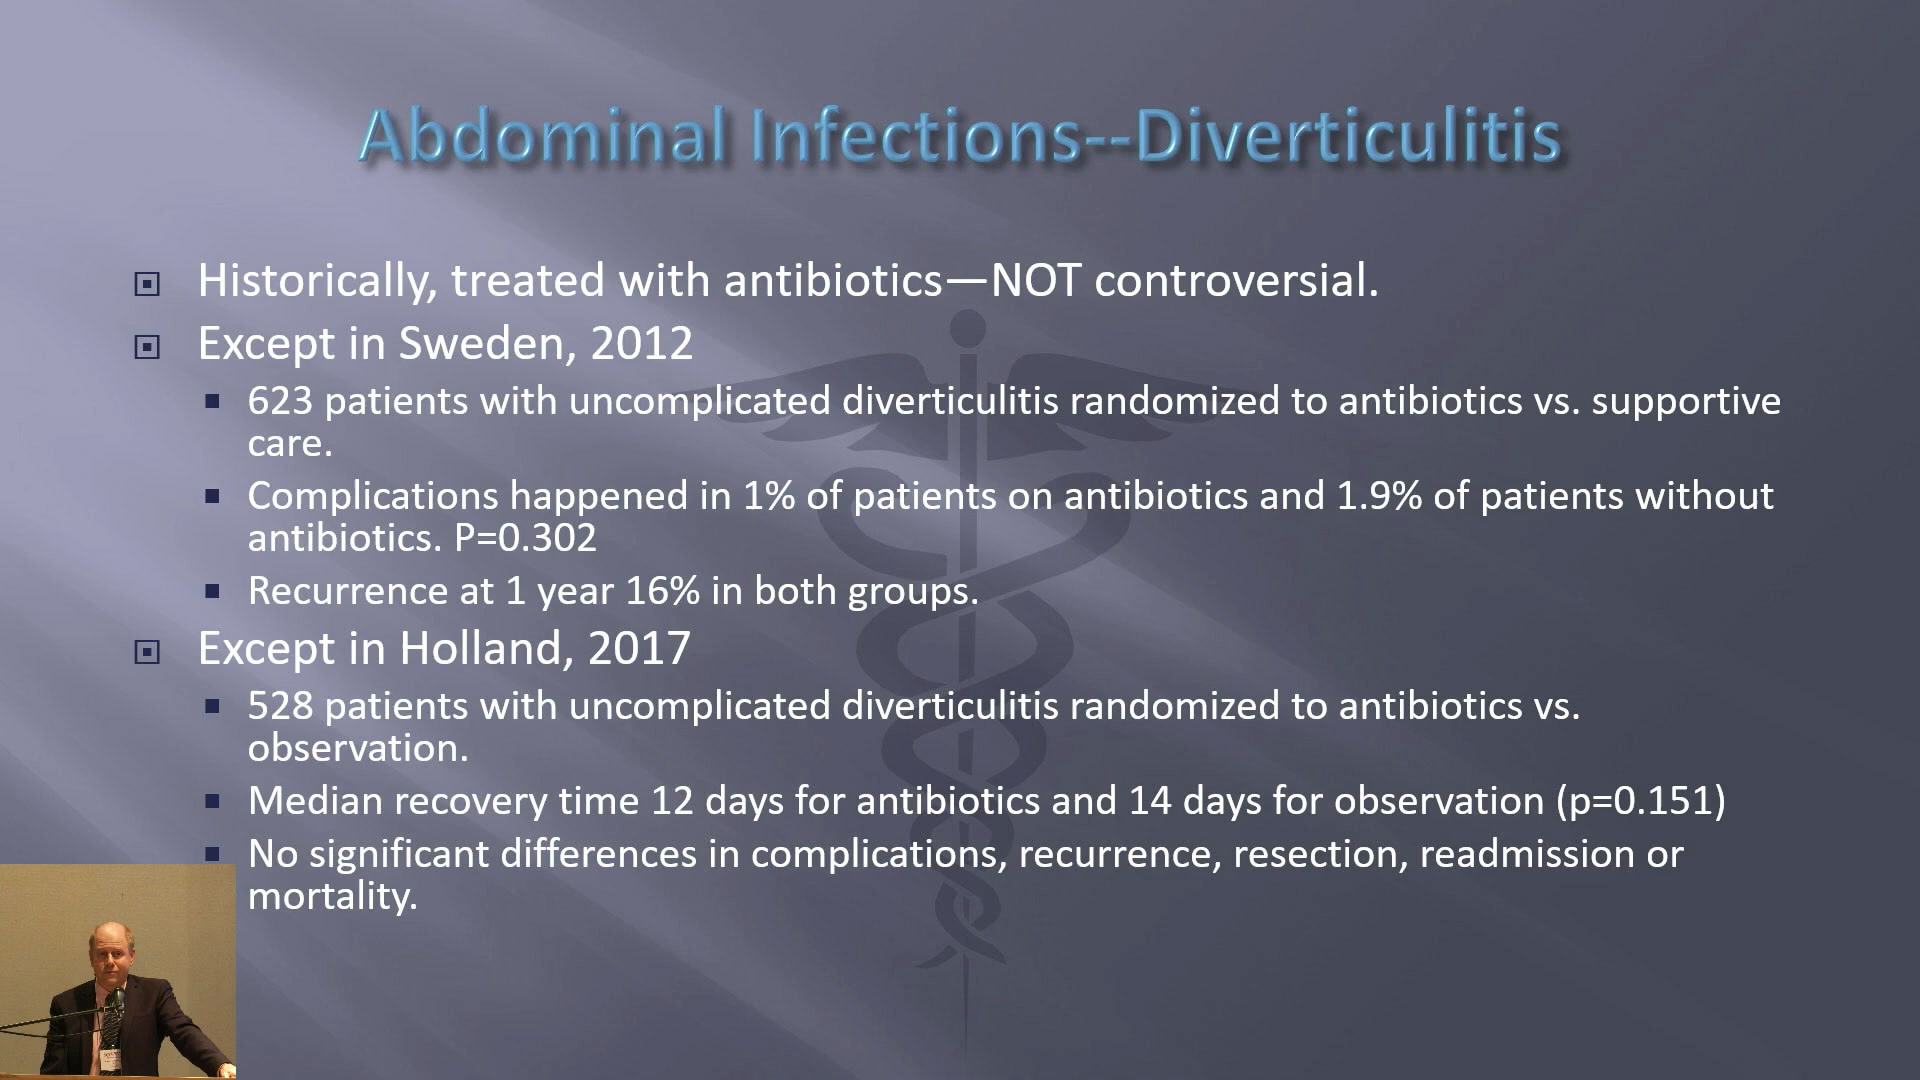 Abdominal Infections--Diverticulitis
Historically, treated with antibiotics—NOT controversial.
Except in Sweden, 2012
623 patients with uncomplicated diverticulitis randomized to antibiotics vs. supportive
care.
Complications happened in 1% of patients on antibiotics and 1.9% of patients without
antibiotics. P=0.302
Recurrence at 1 year 16% in both groups.
Except in Holland, 2017
528 patients with uncomplicated diverticulitis randomized to antibiotics vs.
observation.
Median recovery time 12 days for antibiotics and 14 days for observation (p=0.151)
No significant differences in complications, recurrence, resection, readmission or
mortality.